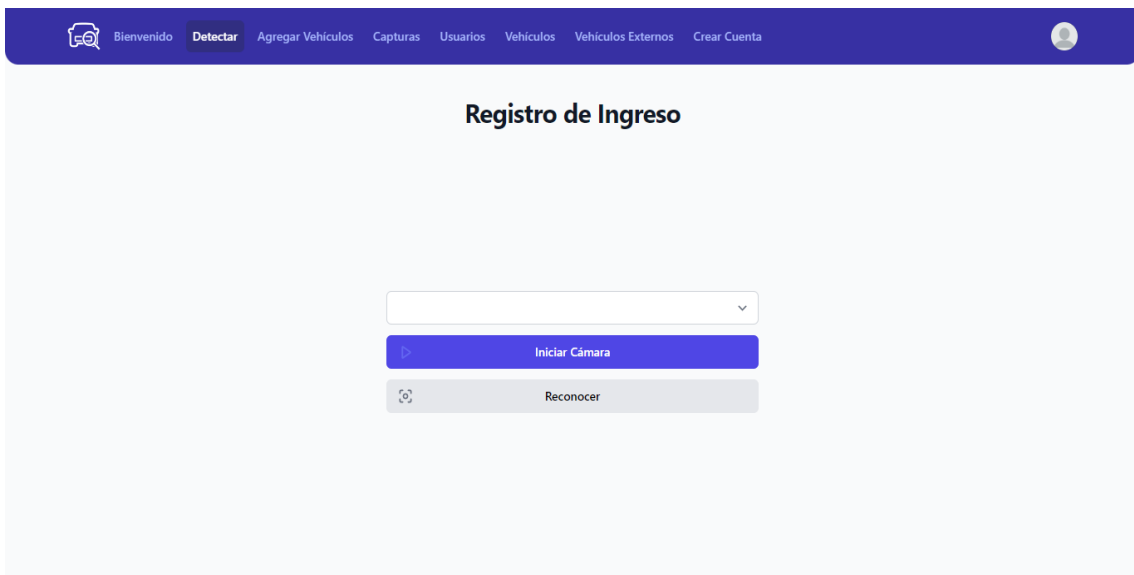 Bienvenido Detectar Agregar Vehículos Capturas Usuarios Vehículos Vehículos Externos Crear Cuenta
Registro de Ingreso
Iniciar Cámara
Reconocer